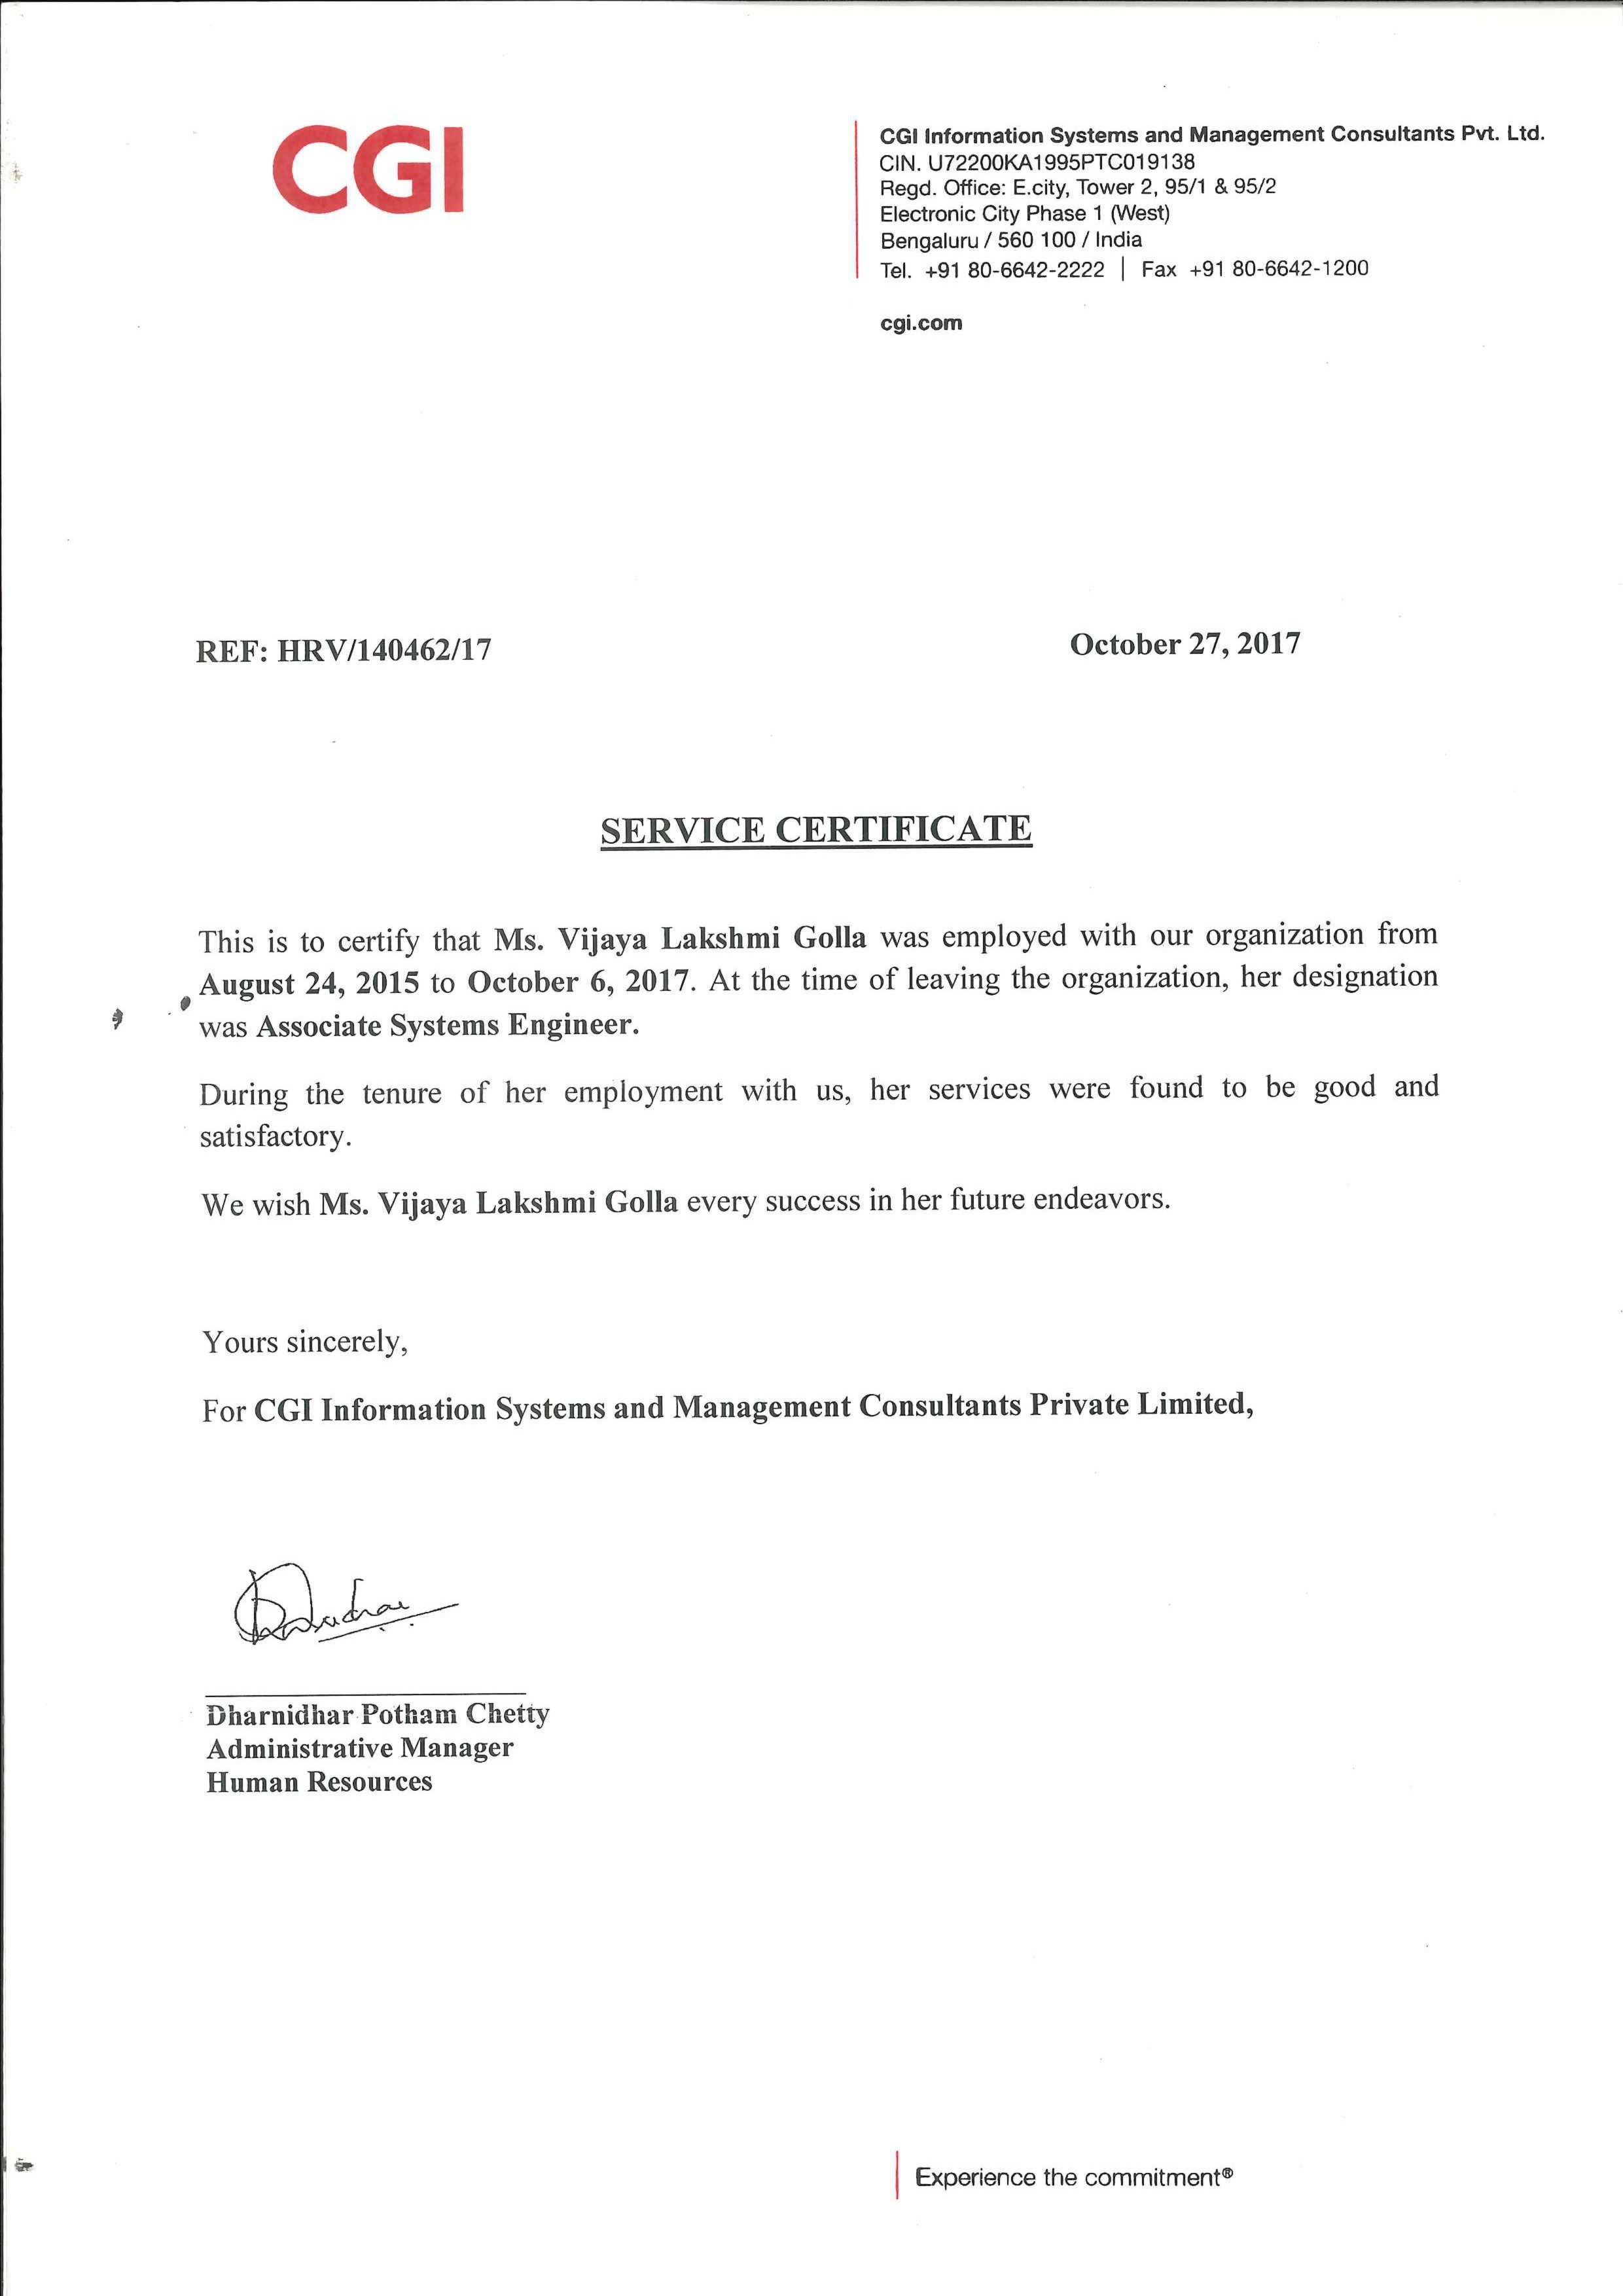 CGI
CGI Information Systems and Management Consultants Pvt. Ltd.
CIN. U72200KA1995PTC019138
Regd. Office: E.city, Tower 2, 95/1 & 95/2
Electronic City Phase 1 (West)
Bengaluru / 560 100 / India
Tel. +91 80-6642-2222 | Fax +91 80-6642-1200
cgi.com
REF: HRV/140462/17 October 27, 2017
SERVICE CERTIFICATE
This is to certify that Ms. Vijaya Lakshmi Golla was employed with our organization from
August 24, 2015 to October 6, 2017. At the time of leaving the organization, her designation
was Associate Systems Engineer.
During the tenure of her employment with us, her services were found to be good and
satisfactory.
We wish Ms. Vijaya Lakshmi Golla every success in her future endeavors.
Yours sincerely,
For CGI Information Systems and Management Consultants Private Limited,
Dharnidhar Potham Chetty
Administrative Manager
Human Resources
Experience the commitment®